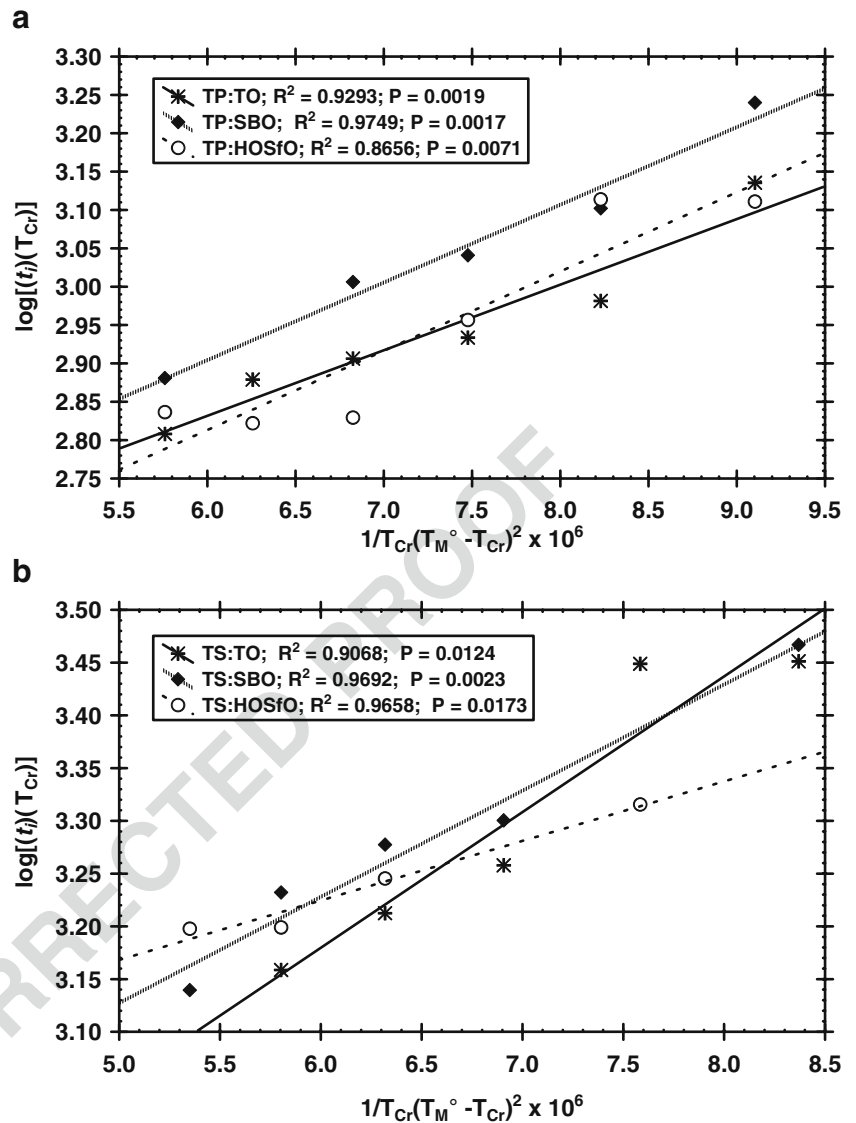 a
3.30
3.25
3.20
3.15
3.10
3.05
3.00
2.95
2.90
2.85
2.80
2.75
log[(tᵢ)(T_Cr)]
TP:TO; R² = 0.9293; P = 0.0019
TP:SBO; R² = 0.9749; P = 0.0017
TP:HOSfO; R² = 0.8656; P = 0.0071
5.5 6.0 6.5 7.0 7.5 8.0 8.5 9.0 9.5
1/T_Cr(T_M° -T_Cr)² x 10⁶
b
3.50
3.45
3.40
3.35
3.30
3.25
3.20
3.15
3.10
log[(tᵢ)(T_Cr)]
TS:TO; R² = 0.9068; P = 0.0124
TS:SBO; R² = 0.9692; P = 0.0023
TS:HOSfO; R² = 0.9658; P = 0.0173
5.0 5.5 6.0 6.5 7.0 7.5 8.0 8.5
1/T_Cr(T_M° -T_Cr)² x 10⁶
RRECTED PROOF